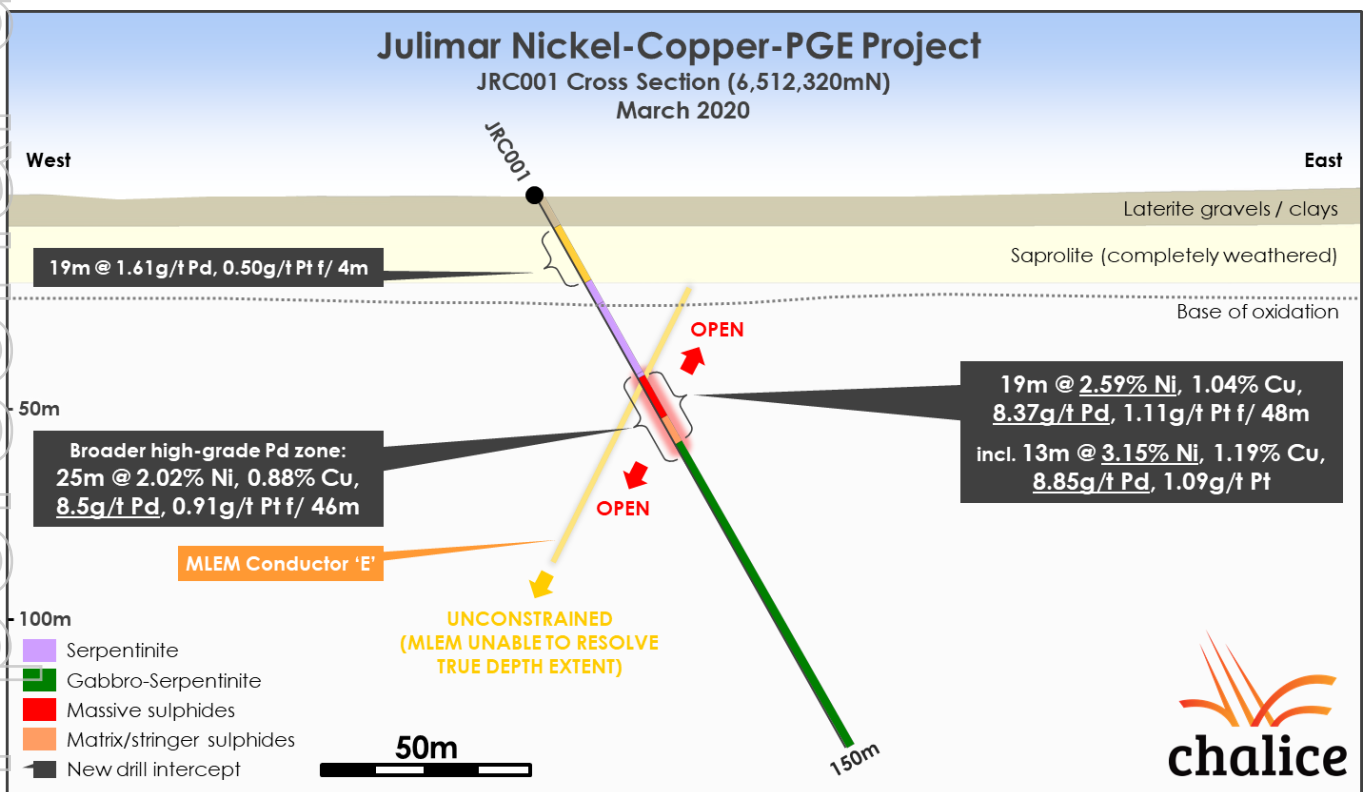 Julimar Nickel-Copper-PGE Project
JRC001 Cross Section (6,512,320mN)
March 2020
West
East
JRC001
Laterite gravels / clays
Saprolite (completely weathered)
Base of oxidation
19m @ 1.61g/t Pd, 0.50g/t Pt f/ 4m
OPEN
19m @ 2.59% Ni, 1.04% Cu,
8.37g/t Pd, 1.11g/t Pt f/ 48m
incl. 13m @ 3.15% Ni, 1.19% Cu,
8.85g/t Pd, 1.09g/t Pt
50m
Broader high-grade Pd zone:
25m @ 2.02% Ni, 0.88% Cu,
8.5g/t Pd, 0.91g/t Pt f/ 46m
OPEN
MLEM Conductor ‘E’
UNCONSTRAINED
(MLEM UNABLE TO RESOLVE
TRUE DEPTH EXTENT)
100m
Serpentinite
Gabbro-Serpentinite
Massive sulphides
Matrix/stringer sulphides
New drill intercept
50m
150m
chalice